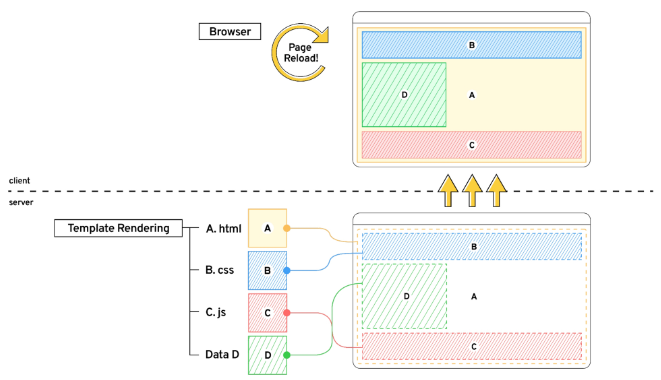 Browser
Page
Reload!
B
D
A
C
client
server
Template Rendering
A. html
A
B. css
B
C. js
C
Data D
D
B
D
A
C